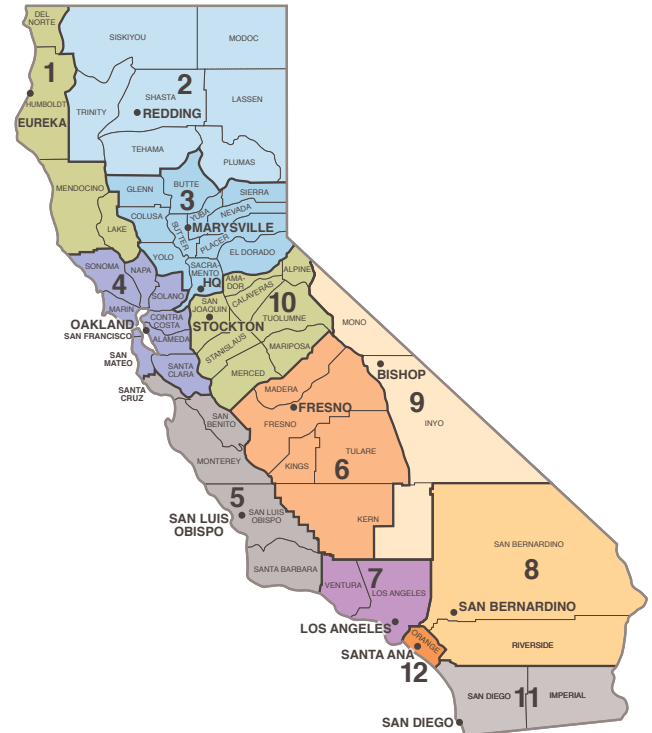 DEL
NORTE
SISKIYOU
MODOC
1
2
HUMBOLDT
EUREKA
TRINITY
SHASTA
REDDING
LASSEN
TEHAMA
PLUMAS
MENDOCINO
LAKE
GLENN
BUTTE
3
SIERRA
COLUSA
YUBA
NEVADA
MARYSVILLE
SUTTER
PLACER
YOLO
EL DORADO
SONOMA
NAPA
4
SACRA-
MENTO
HQ
SOLANO
MARIN
AMA-
DOR
ALPINE
CALAVERAS
10
TUOLUMNE
SAN
JOAQUIN
STOCKTON
CONTRA
COSTA
OAKLAND
SAN FRANCISCO
ALAMEDA
STANISLAUS
MARIPOSA
MONO
SAN
MATEO
SANTA
CLARA
MERCED
BISHOP
SANTA
CRUZ
MADERA
FRESNO
9
INYO
SAN
BENITO
FRESNO
MONTEREY
TULARE
KINGS
6
5
SAN LUIS
OBISPO
SAN LUIS
OBISPO
KERN
SAN BERNARDINO
8
SANTA BARBARA
7
VENTURA
LOS ANGELES
SAN BERNARDINO
LOS ANGELES
ORANGE
SANTA ANA
12
RIVERSIDE
SAN DIEGO
11
IMPERIAL
SAN DIEGO